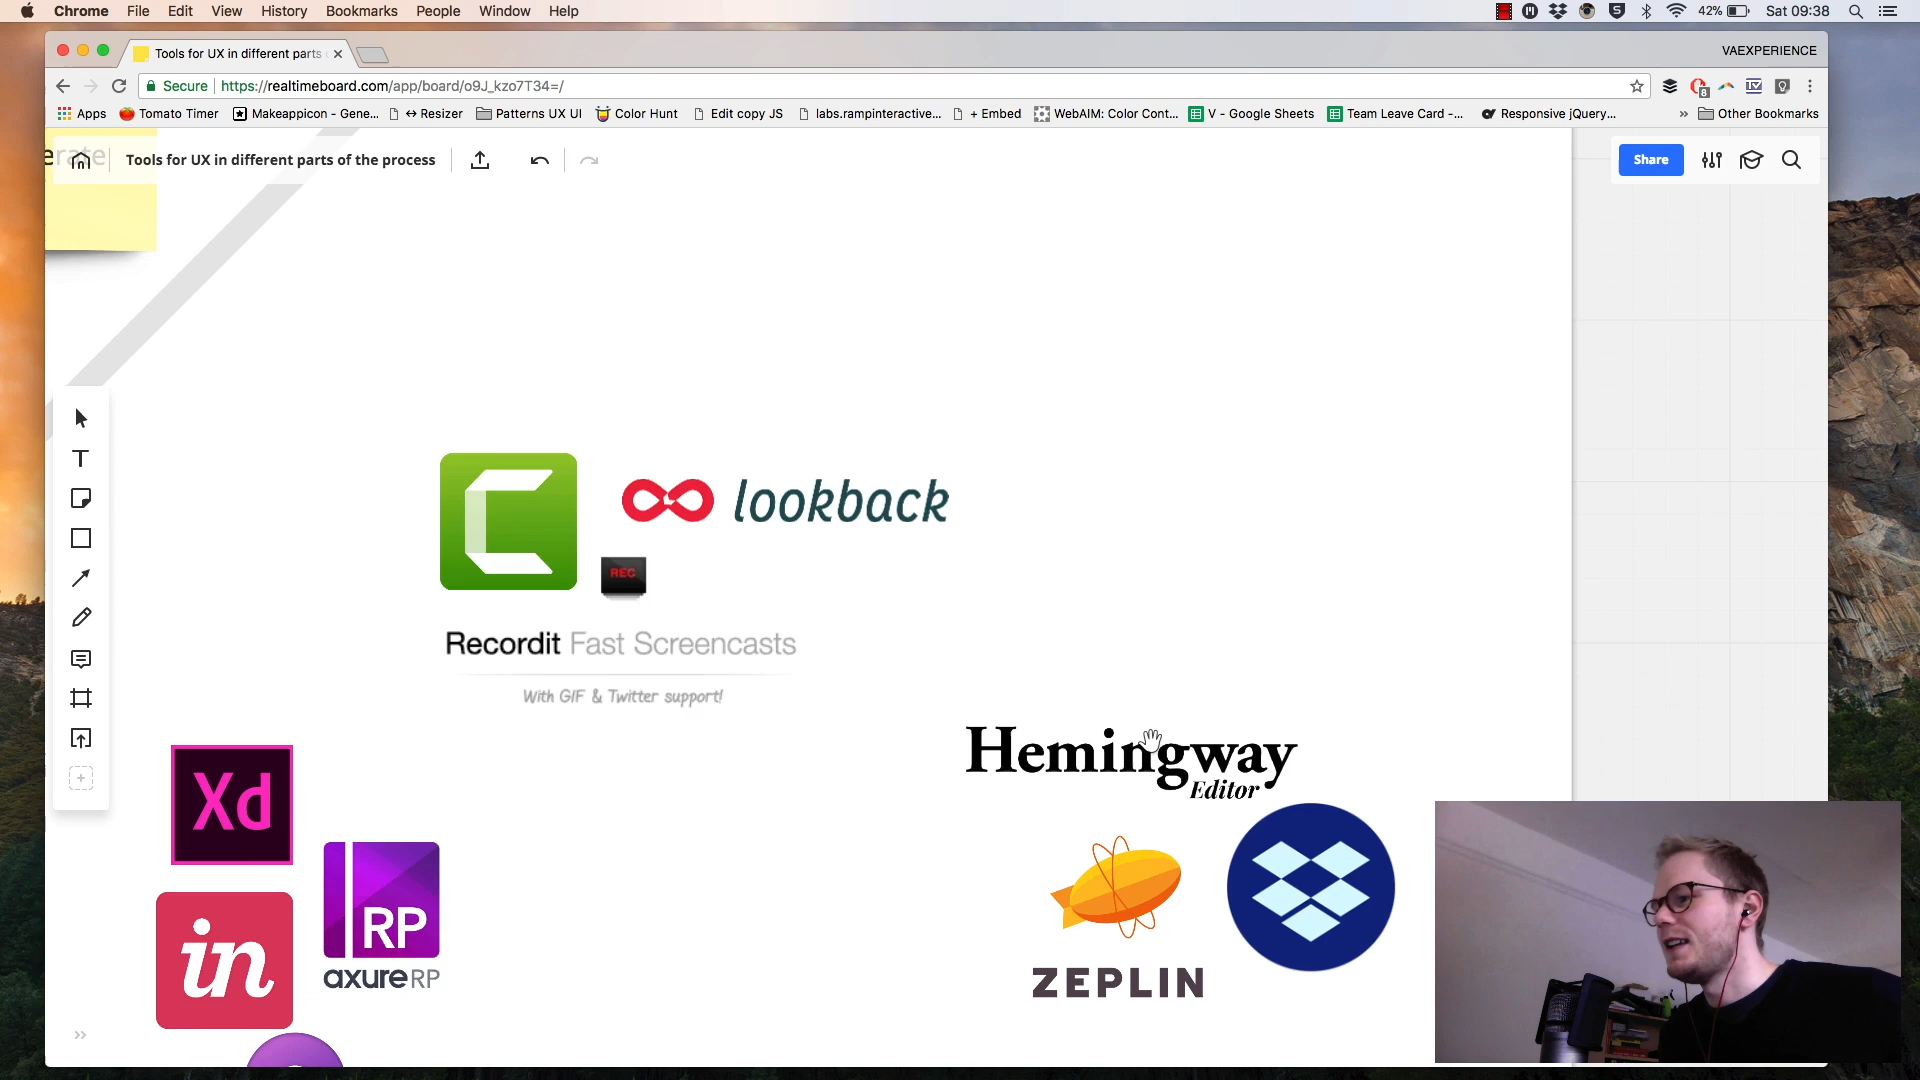 Chrome File Edit View History Bookmarks People Window Help
42% Sat 09:38
Tools for UX in different parts
VAEXPERIENCE
Secure https://realtimeboard.com/app/board/o9J_kzo7T34=/
8
Apps Tomato Timer Makeappicon - Gene... ↔ Resizer Patterns UX UI Color Hunt Edit copy JS labs.rampinteractive... + Embed WebAIM: Color Cont... V - Google Sheets Team Leave Card -... Responsive jQuery... » Other Bookmarks
erate
Tools for UX in different parts of the process
Share
lookback
REC
Recordit Fast Screencasts
With GIF & Twitter support!
Hemingway
Editor
Xd
RP
axure RP
in
ZEPLIN